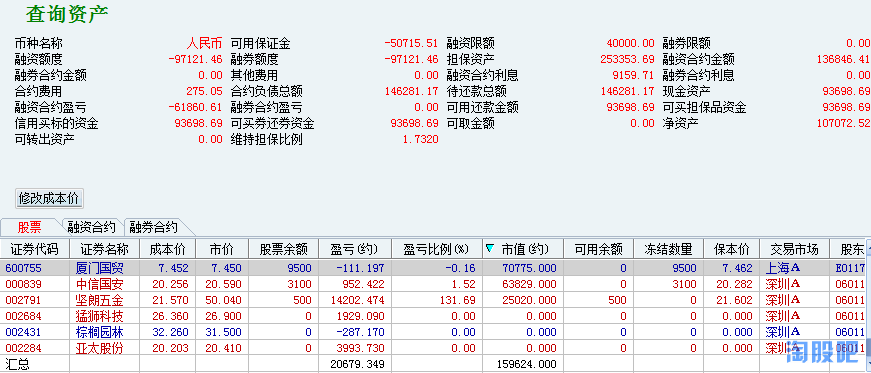 查询资产
币种名称 人民币 可用保证金 -50715.51 融资限额 40000.00 融券限额 0.00
融资额度 -97121.46 融券额度 -97121.46 担保资产 253353.69 融资合约金额 136846.41
融券合约金额 0.00 其他费用 0.00 融资合约利息 9159.71 融券合约利息 0.00
合约费用 275.05 合约负债总额 146281.17 待还款总额 146281.17 现金资产 93698.69
融资合约盈亏 -61860.61 融券合约盈亏 0.00 可用还款金额 93698.69 可买担保品资金 93698.69
信用买标的资金 93698.69 可买券还券资金 93698.69 可取金额 0.00 净资产 107072.52
可转出资产 0.00 维持担保比例 1.7320
修改成本价
股票 融资合约 融券合约
证券代码 证券名称 成本价 市价 股票余额 盈亏(约) 盈亏比例(%) 市值(约) 可用余额 冻结数量 保本价 交易市场 股东
600755 厦门国贸 7.452 7.450 9500 -111.197 -0.16 70775.000 0 9500 7.462 上海A E0117
000839 中信国安 20.256 20.590 3100 952.422 1.52 63829.000 0 3100 20.282 深圳A 06011
002791 坚朗五金 21.570 50.040 500 14202.474 131.69 25020.000 500 0 21.602 深圳A 06011
002684 猛狮科技 26.360 26.900 0 1929.090 0.00 0.000 0 0 0.000 深圳A 06011
002431 棕榈园林 32.260 31.500 0 -287.170 0.00 0.000 0 0 0.000 深圳A 06011
002284 亚太股份 20.203 20.410 0 3993.730 0.00 0.000 0 0 0.000 深圳A 06011
汇总 20679.349 159624.000
淘股吧